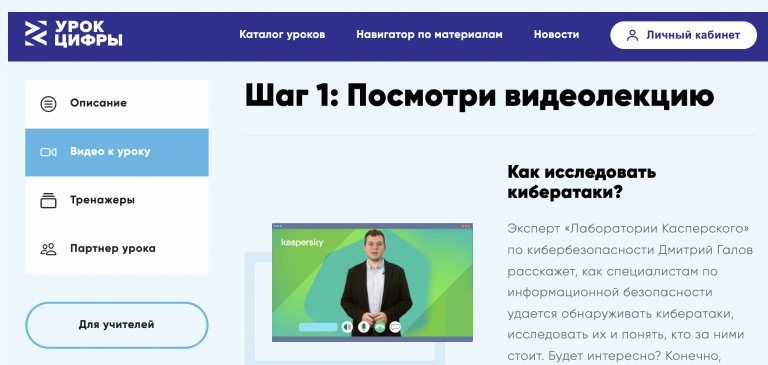 УРОК
ЦИФРЫ
Каталог уроков
Навигатор по материалам
Новости
Личный кабинет
Описание
Видео к уроку
Тренажеры
Партнер урока
Для учителей
Шаг 1: Посмотри видеолекцию
kaspersky
Как исследовать
кибератаки?
Эксперт «Лаборатории Касперского»
по кибербезопасности Дмитрий Галов
расскажет, как специалистам по
информационной безопасности
удается обнаруживать кибератаки,
исследовать их и понять, кто за ними
стоит. Будет интересно? Конечно,